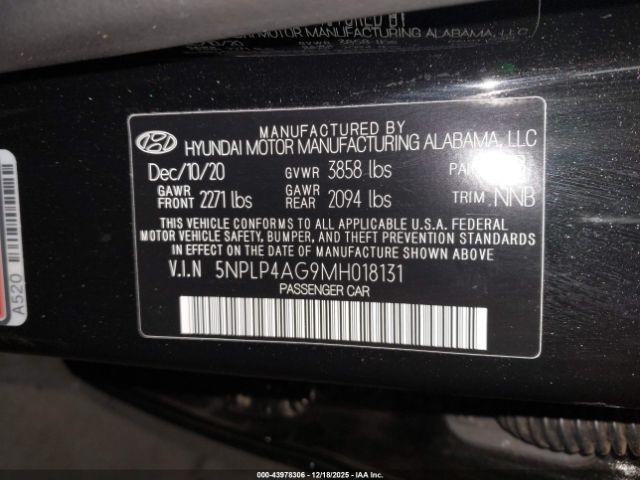 MANUFACTURED BY
HYUNDAI MOTOR MANUFACTURING ALABAMA, LLC
Dec/10/20 GVWR 3858 lbs
GAWR FRONT 2271 lbs GAWR REAR 2094 lbs TRIM NNB
THIS VEHICLE CONFORMS TO ALL APPLICABLE U.S.A. FEDERAL
MOTOR VEHICLE SAFETY, BUMPER, AND THEFT PREVENTION STANDARDS
IN EFFECT ON THE DATE OF MANUFACTURE SHOWN ABOVE.
V.I.N 5NPLP4AG9MH018131
PASSENGER CAR
A520
000-43978306 - 12/18/2025 - IAAI.COM